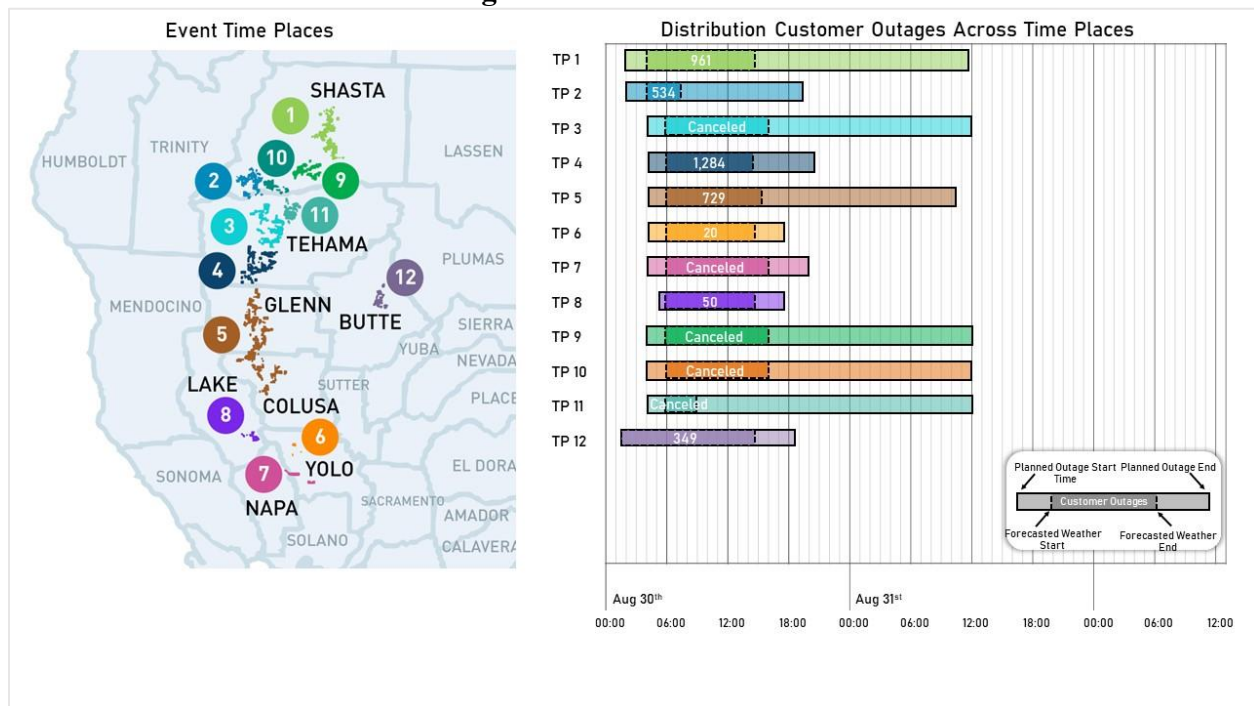 Event Time Places
SHASTA
1
TRINITY
HUMBOLDT
LASSEN
10
2
9
3
11
TEHAMA
4
12
PLUMAS
MENDOCINO
GLENN
BUTTE
SIERRA
5
YUBA
NEVADA
LAKE
SUTTER
PLACE
COLUSA
8
6
YOLO
SONOMA
7
EL DORA
NAPA
SACRAMENTO
AMADOR
SOLANO
CALAVERA
Distribution Customer Outages Across Time Places
TP 1
961
TP 2
534
TP 3
Canceled
TP 4
1,284
TP 5
729
TP 6
20
TP 7
Canceled
TP 8
50
TP 9
Canceled
TP 10
Canceled
TP 11
Canceled
TP 12
349
Planned Outage Start
Time
Planned Outage End
Customer Outages
Forecasted Weather
Start
Forecasted Weather
End
Aug 30th
Aug 31st
00:00 06:00 12:00 18:00 00:00 06:00 12:00 18:00 00:00 06:00 12:00